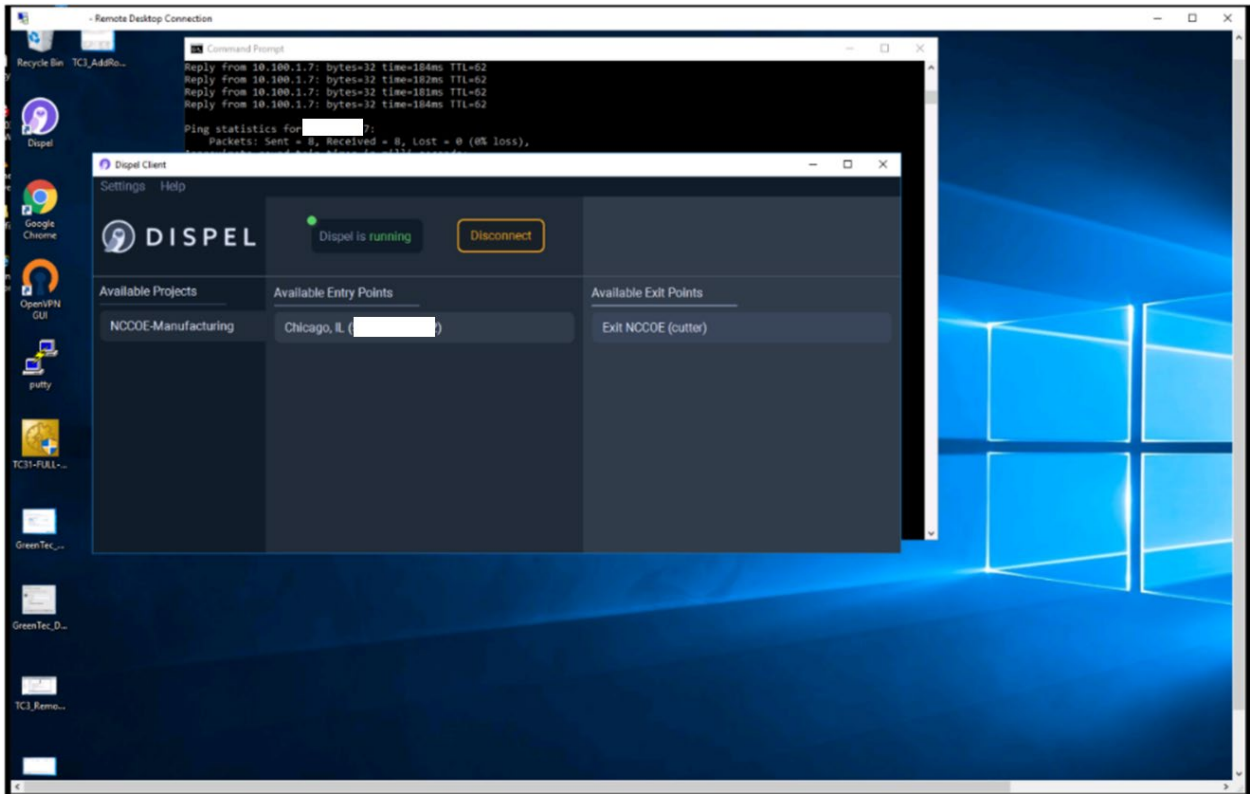 - Remote Desktop Connection
Recycle Bin
TC3_AddRo...
Command Prompt
Reply from 10.100.1.7: bytes=32 time=184ms TTL=62
Reply from 10.100.1.7: bytes=32 time=182ms TTL=62
Reply from 10.100.1.7: bytes=32 time=181ms TTL=62
Reply from 10.100.1.7: bytes=32 time=184ms TTL=62
Ping statistics for 7:
Packets: Sent = 8, Received = 8, Lost = 0 (0% loss),
Dispel
Dispel Client
Settings Help
DISPEL
Dispel is running
Disconnect
Available Projects
Available Entry Points
Available Exit Points
NCCOE-Manufacturing
Chicago, IL (
Exit NCCOE (cutter)
Google
Chrome
OpenVPN
GUI
putty
TC31-FULL-...
GreenTec_...
GreenTec_D...
TC3_Remo...